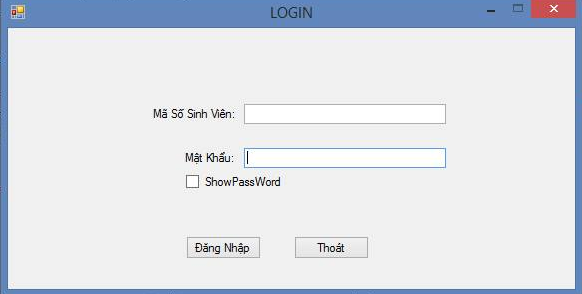 LOGIN
Mã Số Sinh Viên:
Mật Khẩu:
ShowPassWord
Đăng Nhập
Thoát